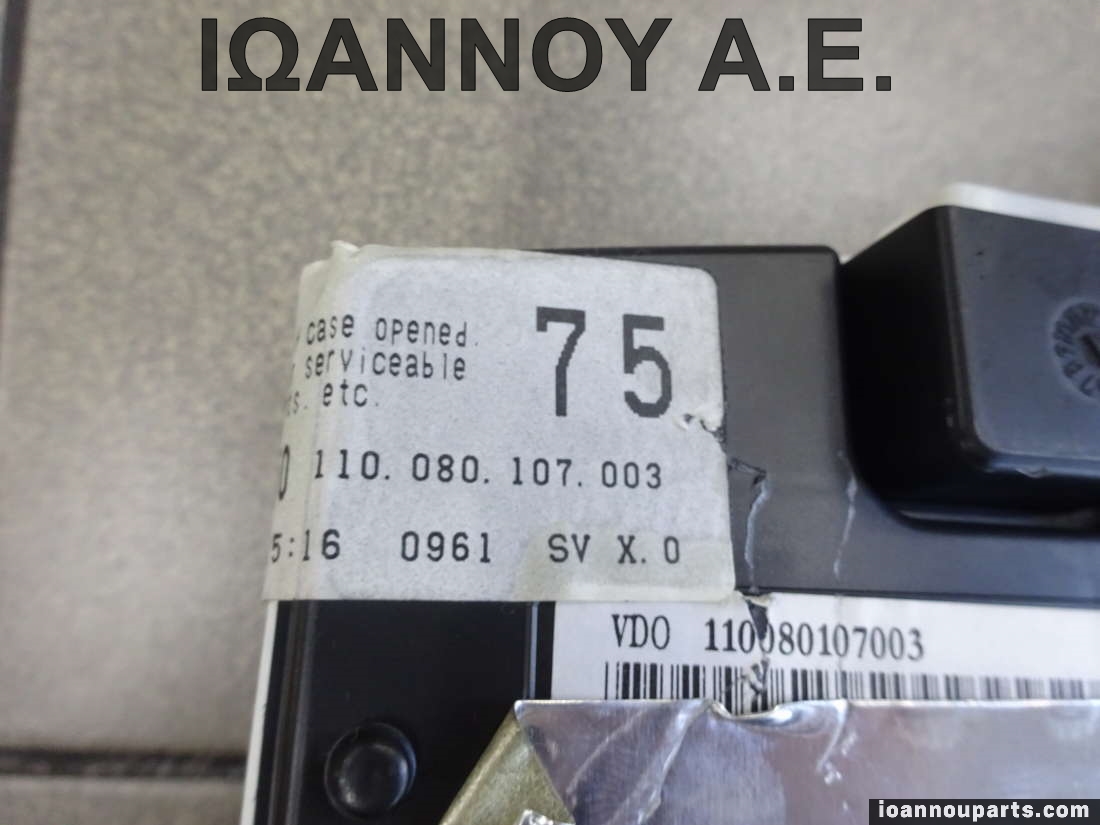 ΙΩΑΝΝΟΥ Α.Ε.
case opened.
serviceable
etc.
75
110.080.107.003
5:16 0961 SV X.0
VDO 110080107003
ioannouparts.com